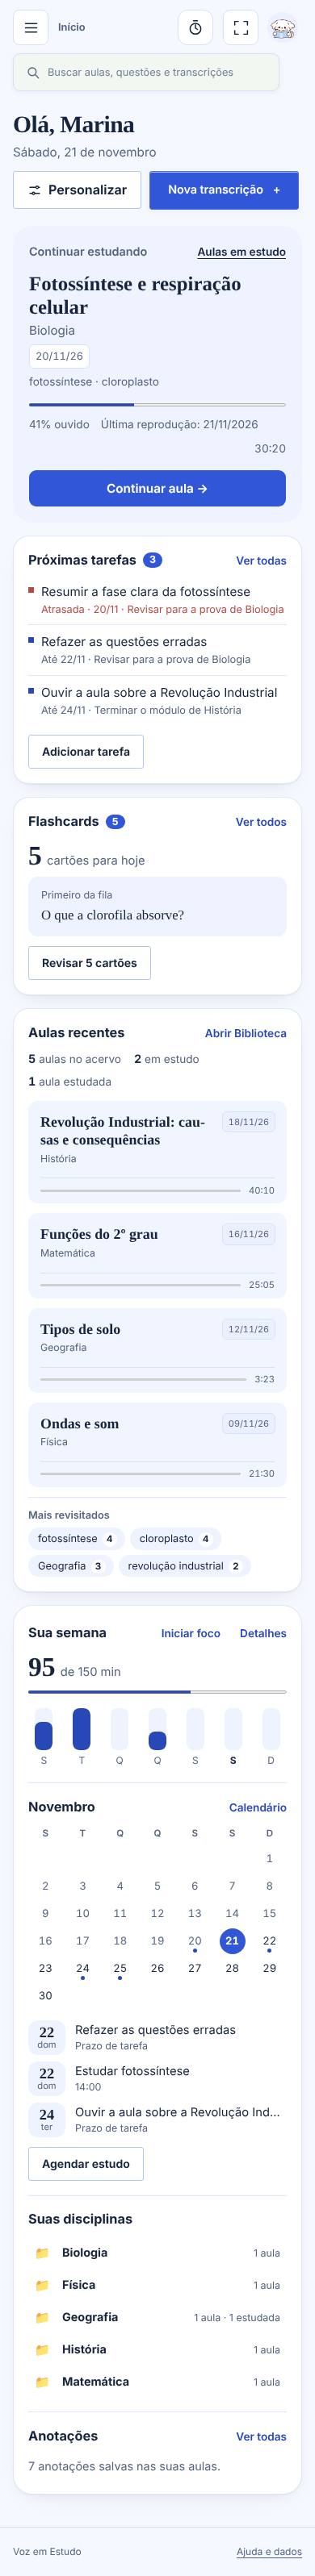 Início
Buscar aulas, questões e transcrições
Olá, Marina
Sábado, 21 de novembro
Personalizar
Nova transcrição +
Continuar estudando
Aulas em estudo
Fotossíntese e respiração
celular
Biologia
20/11/26
fotossíntese · cloroplasto
41% ouvido Última reprodução: 21/11/2026
30:20
Continuar aula →
Próximas tarefas 3
Ver todas
Resumir a fase clara da fotossíntese
Atrasada · 20/11 · Revisar para a prova de Biologia
Refazer as questões erradas
Até 22/11 · Revisar para a prova de Biologia
Ouvir a aula sobre a Revolução Industrial
Até 24/11 · Terminar o módulo de História
Adicionar tarefa
Flashcards 5
Ver todos
5 cartões para hoje
Primeiro da fila
O que a clorofila absorve?
Revisar 5 cartões
Aulas recentes
Abrir Biblioteca
5 aulas no acervo 2 em estudo
1 aula estudada
Revolução Industrial: cau-
sas e consequências
18/11/26
História
40:10
Funções do 2º grau
16/11/26
Matemática
25:05
Tipos de solo
12/11/26
Geografia
3:23
Ondas e som
09/11/26
Física
21:30
Mais revisitados
fotossíntese 4 cloroplasto 4
Geografia 3 revolução industrial 2
Sua semana
Iniciar foco Detalhes
95 de 150 min
S T Q Q S S D
Novembro
Calendário
S T Q Q S S D
1
2 3 4 5 6 7 8
9 10 11 12 13 14 15
16 17 18 19 20 21 22
23 24 25 26 27 28 29
30
22 dom
Refazer as questões erradas
Prazo de tarefa
22 dom
Estudar fotossíntese
14:00
24 ter
Ouvir a aula sobre a Revolução Ind...
Prazo de tarefa
Agendar estudo
Suas disciplinas
Biologia 1 aula
Física 1 aula
Geografia 1 aula · 1 estudada
História 1 aula
Matemática 1 aula
Anotações
Ver todas
7 anotações salvas nas suas aulas.
Voz em Estudo
Ajuda e dados